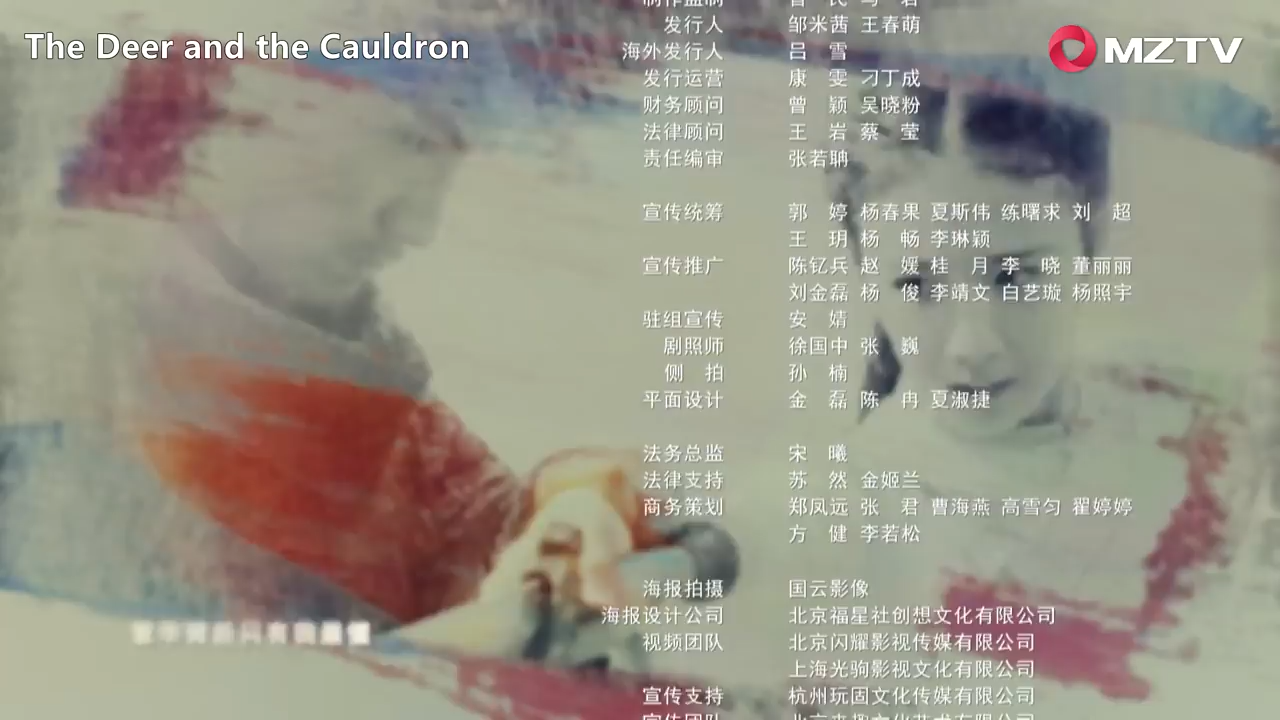 The Deer and the Cauldron
MZTV
发行人 邹米茜 王春萌
海外发行人 吕 雪
发行运营 康 雯 刁丁成
财务顾问 曾 颖 吴晓粉
法律顾问 王 岩 蔡 莹
责任编审 张若聃
宣传统筹 郭 婷 杨春果 夏斯伟 练曙求 刘 超
王 玥 杨 畅 李琳颖
宣传推广 陈钇兵 赵 媛 桂 月 李 晓 董丽丽
刘金磊 杨 俊 李靖文 白艺璇 杨照宇
驻组宣传 安 婧
剧照师 徐国中 张 巍
侧 拍 孙 楠
平面设计 金 磊 陈 冉 夏淑捷
法务总监 宋 曦
法律支持 苏 然 金姬兰
商务策划 郑凤远 张 君 曹海燕 高雪匀 翟婷婷
方 健 李若松
海报拍摄 国云影像
海报设计公司 北京福星社创想文化有限公司
视频团队 北京闪耀影视传媒有限公司
上海光驹影视文化有限公司
宣传支持 杭州玩固文化传媒有限公司